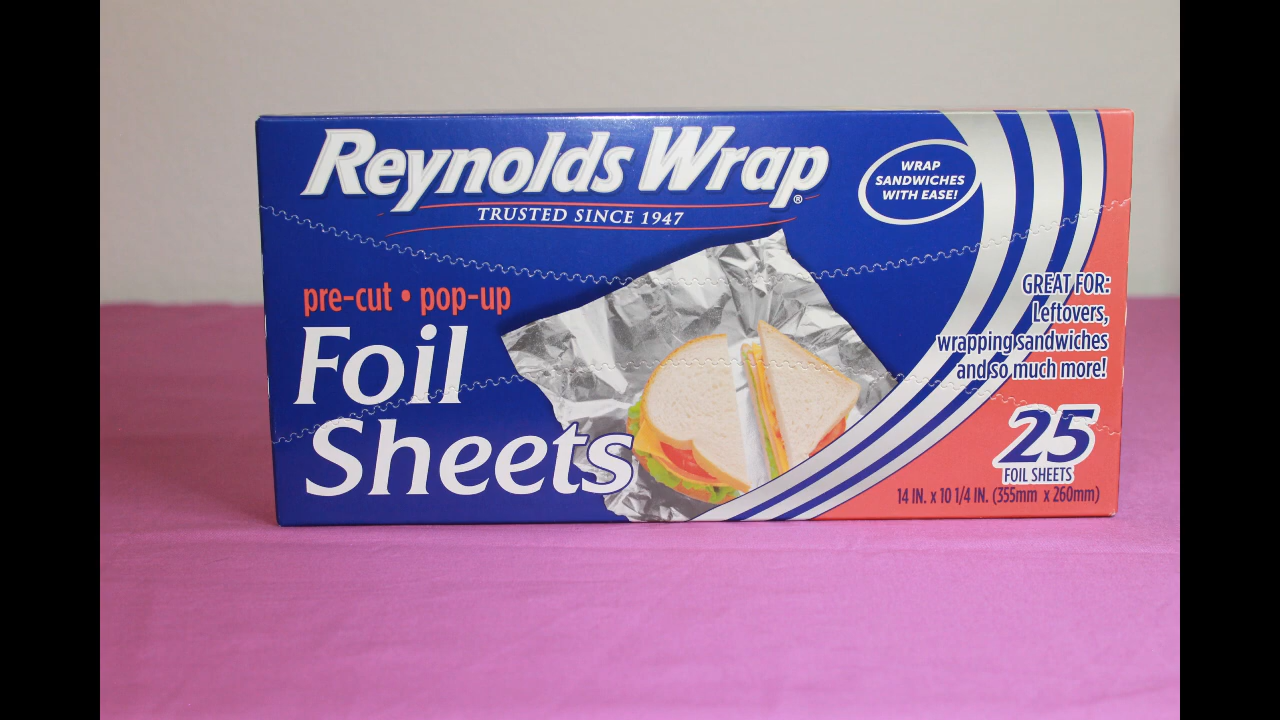 Reynolds Wrap®
TRUSTED SINCE 1947
WRAP
SANDWICHES
WITH EASE!
pre-cut • pop-up
Foil
Sheets
GREAT FOR:
Leftovers,
wrapping sandwiches
and so much more!
25
FOIL SHEETS
14 IN. x 10 1/4 IN. (355mm x 260mm)